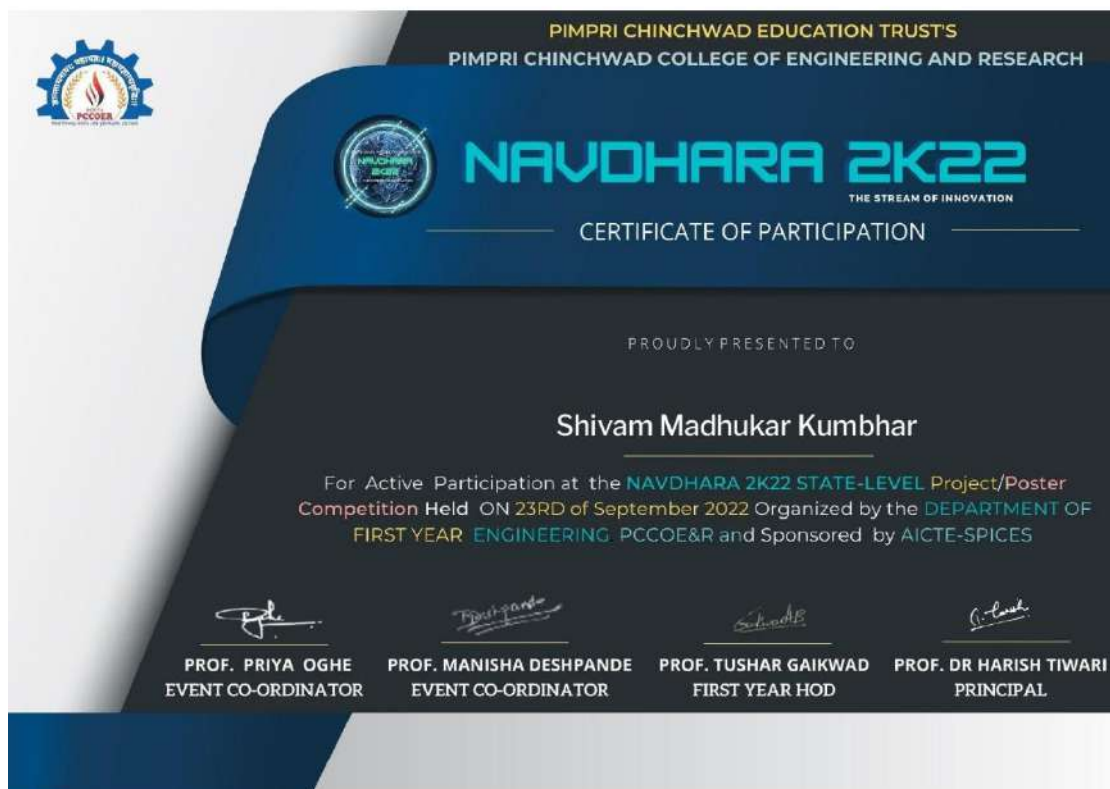 PIMPRI CHINCHWAD EDUCATION TRUST'S
PIMPRI CHINCHWAD COLLEGE OF ENGINEERING AND RESEARCH
PCCOER
NAVDHARA
2K22
NAVDHARA 2K22
THE STREAM OF INNOVATION
CERTIFICATE OF PARTICIPATION
PROUDLY PRESENTED TO
Shivam Madhukar Kumbhar
For Active Participation at the NAVDHARA 2K22 STATE-LEVEL Project/Poster
Competition Held ON 23RD of September 2022 Organized by the DEPARTMENT OF
FIRST YEAR ENGINEERING PCCOE&R and Sponsored by AICTE-SPICES
PROF. PRIYA OGHE
EVENT CO-ORDINATOR
PROF. MANISHA DESHPANDE
EVENT CO-ORDINATOR
PROF. TUSHAR GAIKWAD
FIRST YEAR HOD
PROF. DR HARISH TIWARI
PRINCIPAL